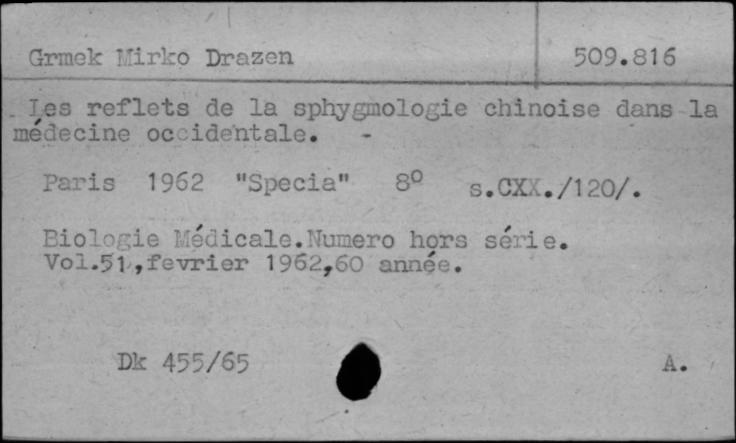 Grmek Mirko Drazen 509.816
Les reflets de la sphygmologie chinoise dans la
médecine occidentale. -
Paris 1962 "Specia" 8° s.CXX./120/.
Biologie Médicale.Numero hors série.
Vol.51,fevrier 1962,60 année.
Dk 455/65 A.